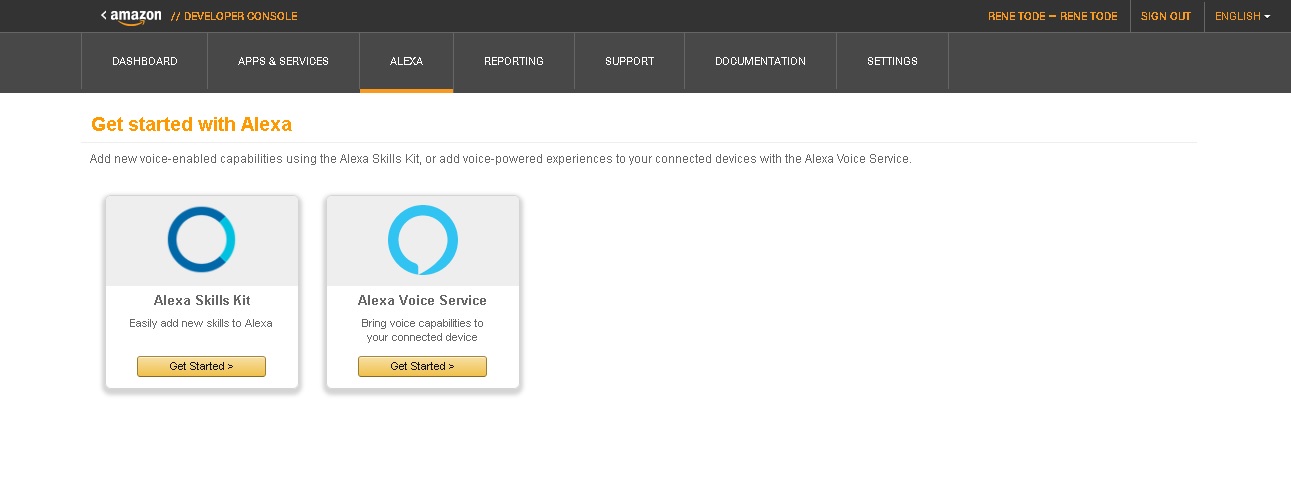 < amazon // DEVELOPER CONSOLE RENE TODE – RENE TODE SIGN OUT ENGLISH
DASHBOARD APPS & SERVICES ALEXA REPORTING SUPPORT DOCUMENTATION SETTINGS
Get started with Alexa
Add new voice-enabled capabilities using the Alexa Skills Kit, or add voice-powered experiences to your connected devices with the Alexa Voice Service.
Alexa Skills Kit
Easily add new skills to Alexa
Get Started >
Alexa Voice Service
Bring voice capabilities to
your connected device
Get Started >